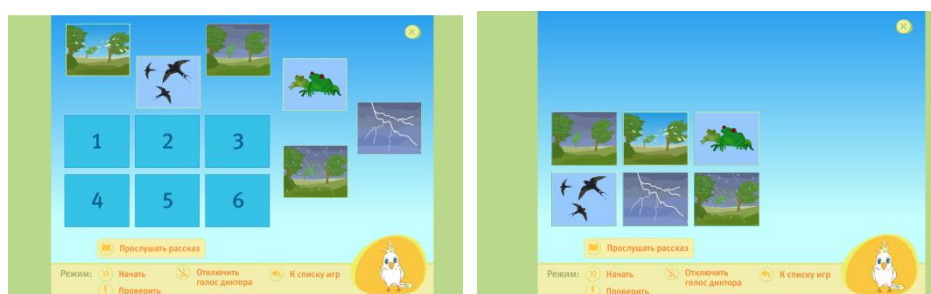 1 2 3
4 5 6
Прослушать рассказ
Режим: Начать Отключить голос диктора К списку игр
Проверить
Прослушать рассказ
Режим: Начать Отключить голос диктора К списку игр
Проверить